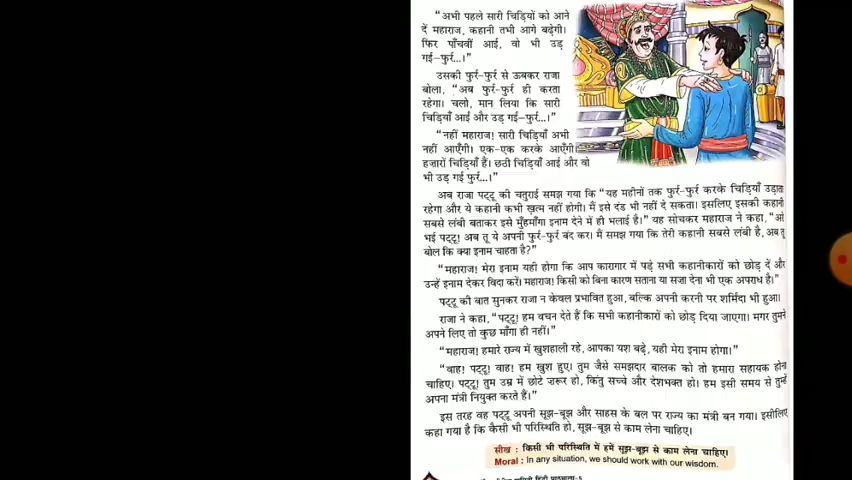 “अभी पहले सारी चिड़ियों को आने
दें महाराज, कहानी तभी आगे बढ़ेगी।
फिर पाँचवीं आई, वो भी उड़
गई–फुर्र...।”
उसकी फुर्र-फुर्र से ऊबकर राजा
बोला, “अब फुर्र-फुर्र ही करता
रहेगा। चलो, मान लिया कि सारी
चिड़ियाँ आईं और उड़ गईं–फुर्र...।”
“नहीं महाराज! सारी चिड़ियाँ अभी
नहीं आएँगी। एक-एक करके आएँगी
हज़ारों चिड़ियाँ हैं। छठी चिड़ियाँ आई और वो
भी उड़ गई फुर्र...।”
अब राजा पट्टू की चतुराई समझ गया कि “यह महीनों तक फुर्र-फुर्र करके चिड़ियाँ उड़ाता
रहेगा और ये कहानी कभी खत्म नहीं होगी। मैं इसे दंड भी नहीं दे सकता। इसलिए इसकी कहानी
सबसे लंबी बताकर इसे मुँहमाँगा इनाम देने में ही भलाई है।” यह सोचकर महाराज ने कहा, “अरे
भई पट्टू! अब तू ये अपनी फुर्र-फुर्र बंद कर। मैं समझ गया कि तेरी कहानी सबसे लंबी है, अब तू
बोल कि क्या इनाम चाहता है?”
“महाराज! मेरा इनाम यही होगा कि आप कारागार में पड़े सभी कहानीकारों को छोड़ दें और
उन्हें इनाम देकर विदा करें। महाराज! किसी को बिना कारण सताना या सज़ा देना भी एक अपराध है।”
पट्टू की बात सुनकर राजा न केवल प्रभावित हुआ, बल्कि अपनी करनी पर शर्मिंदा भी हुआ।
राजा ने कहा, “पट्टू! हम वचन देते हैं कि सभी कहानीकारों को छोड़ दिया जाएगा। मगर तुमने
अपने लिए तो कुछ माँगा ही नहीं।”
“महाराज! हमारे राज्य में खुशहाली रहे, आपका यश बढ़े, यही मेरा इनाम होगा।”
“वाह! पट्टू! वाह! हम खुश हुए। तुम जैसे समझदार बालक को तो हमारा सहायक होना
चाहिए। पट्टू! तुम उम्र में छोटे ज़रूर हो, किंतु सच्चे और देशभक्त हो। हम इसी समय से तुम्हें
अपना मंत्री नियुक्त करते हैं।”
इस तरह वह पट्टू अपनी सूझ-बूझ और साहस के बल पर राज्य का मंत्री बन गया। इसीलिए
कहा गया है कि कैसी भी परिस्थिति हो, सूझ-बूझ से काम लेना चाहिए।
सीख : किसी भी परिस्थिति में हमें सूझ-बूझ से काम लेना चाहिए।
Moral : In any situation, we should work with our wisdom.
हिंदी पाठमाला-5